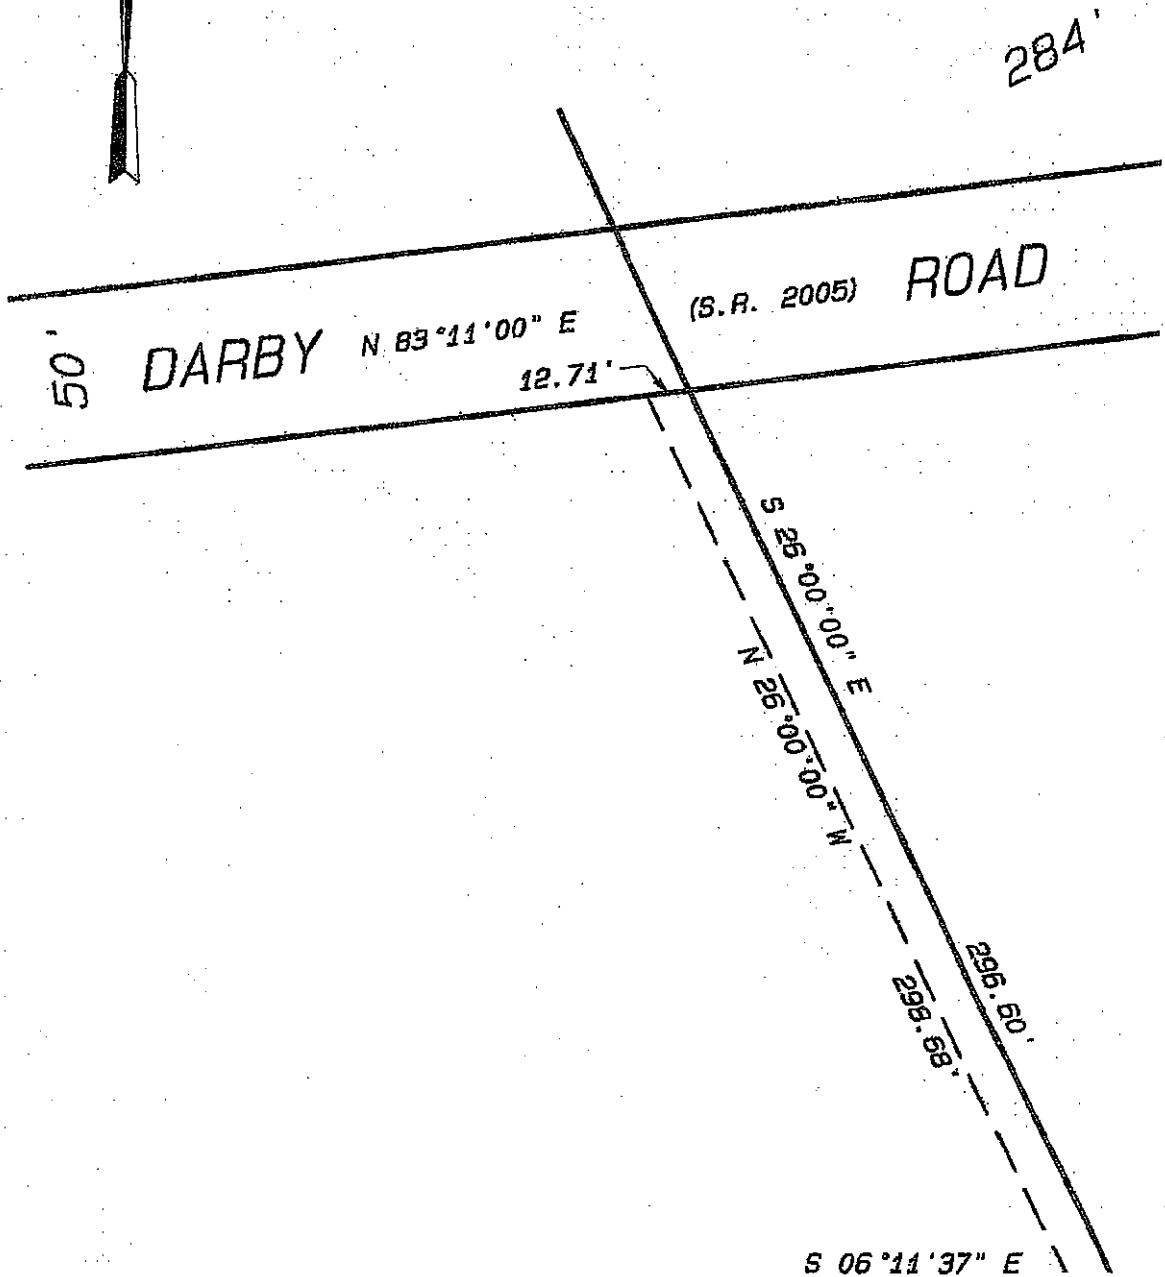 284'
50'
DARBY N 83°11'00" E (S.R. 2005) ROAD
12.71'
S 26°00'00" E
N 26°00'00" W
296.60'
298.68'
S 06°11'37" E